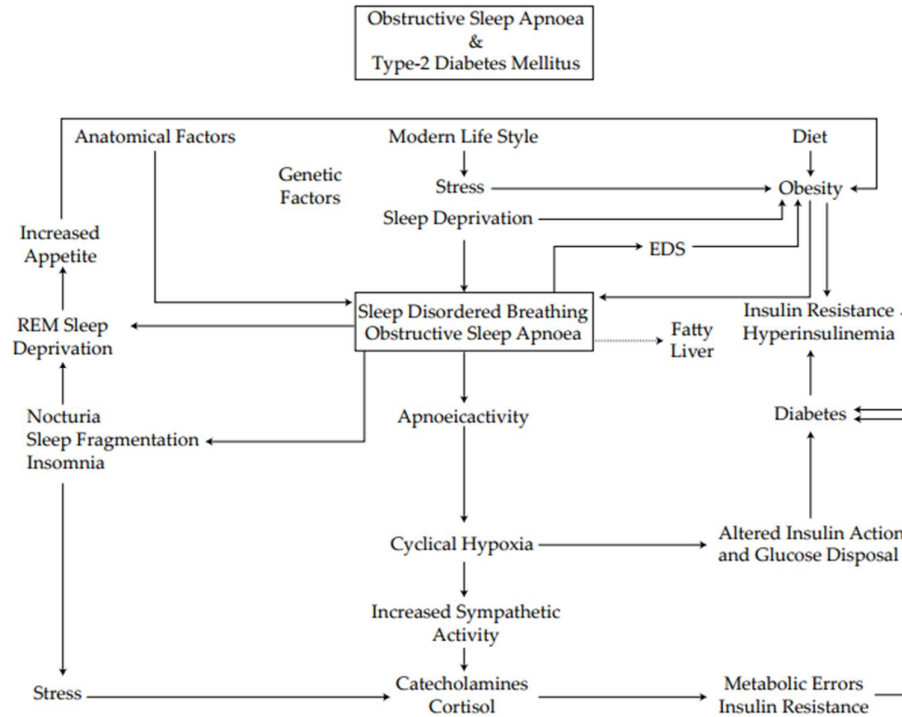 Obstructive Sleep Apnoea
&
Type-2 Diabetes Mellitus
Anatomical Factors
Modern Life Style
Diet
Genetic
Factors
Stress
Obesity
Sleep Deprivation
Increased
Appetite
EDS
REM Sleep
Deprivation
Sleep Disordered Breathing
Obstructive Sleep Apnoea
Fatty
Liver
Insulin Resistance
Hyperinsulinemia
Nocturia
Sleep Fragmentation
Insomnia
Apnoeicactivity
Diabetes
Cyclical Hypoxia
Altered Insulin Action
and Glucose Disposal
Increased Sympathetic
Activity
Stress
Catecholamines
Cortisol
Metabolic Errors
Insulin Resistance